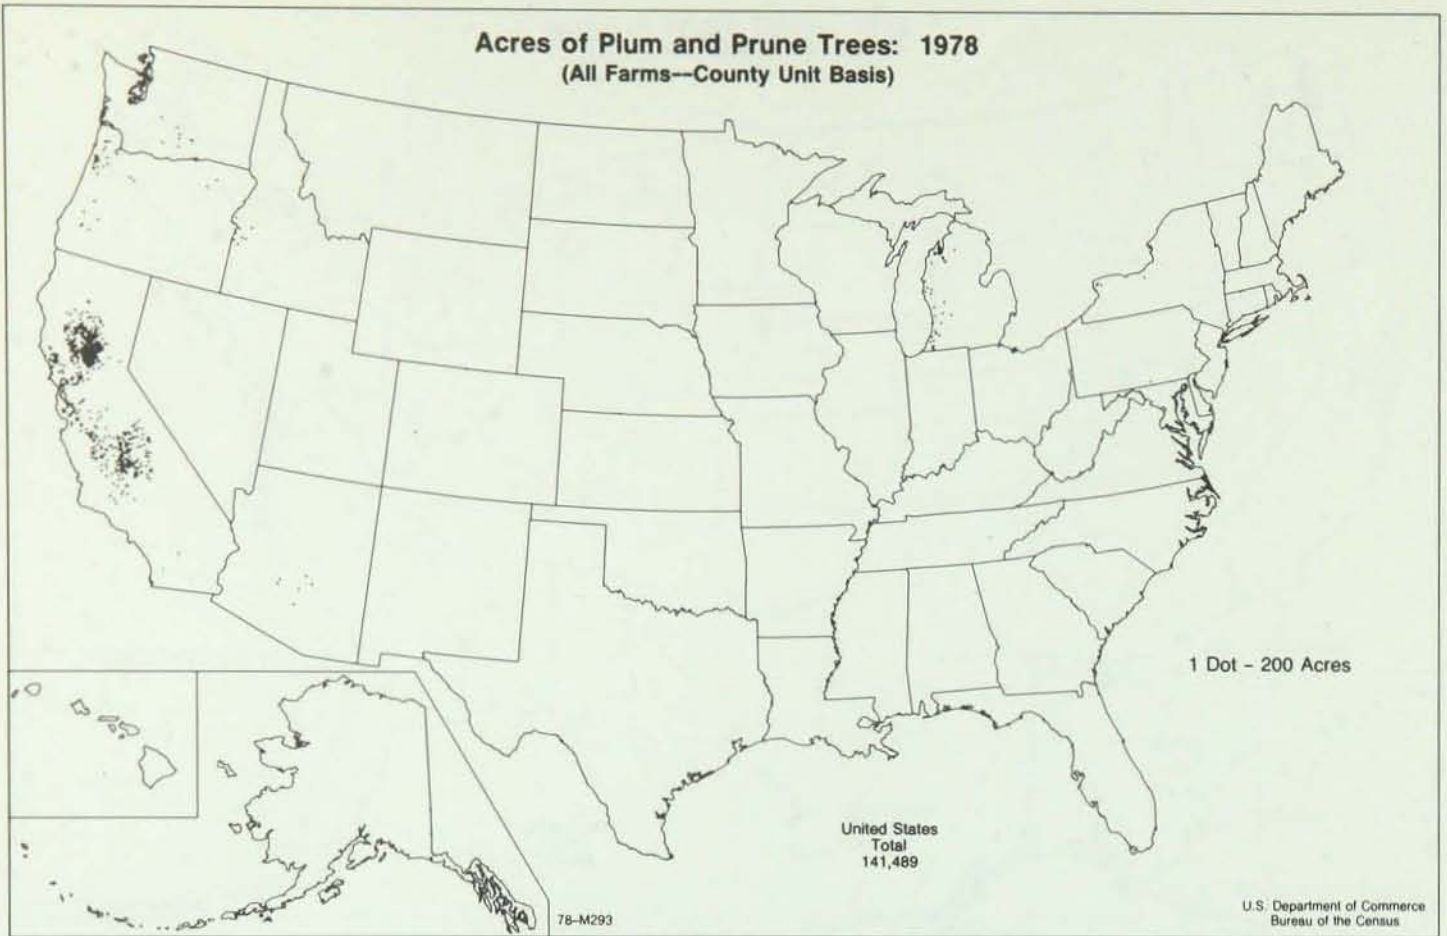 Acres of Plum and Prune Trees: 1978
(All Farms--County Unit Basis)
1 Dot - 200 Acres
United States
Total
141,489
78-M293
U.S. Department of Commerce
Bureau of the Census